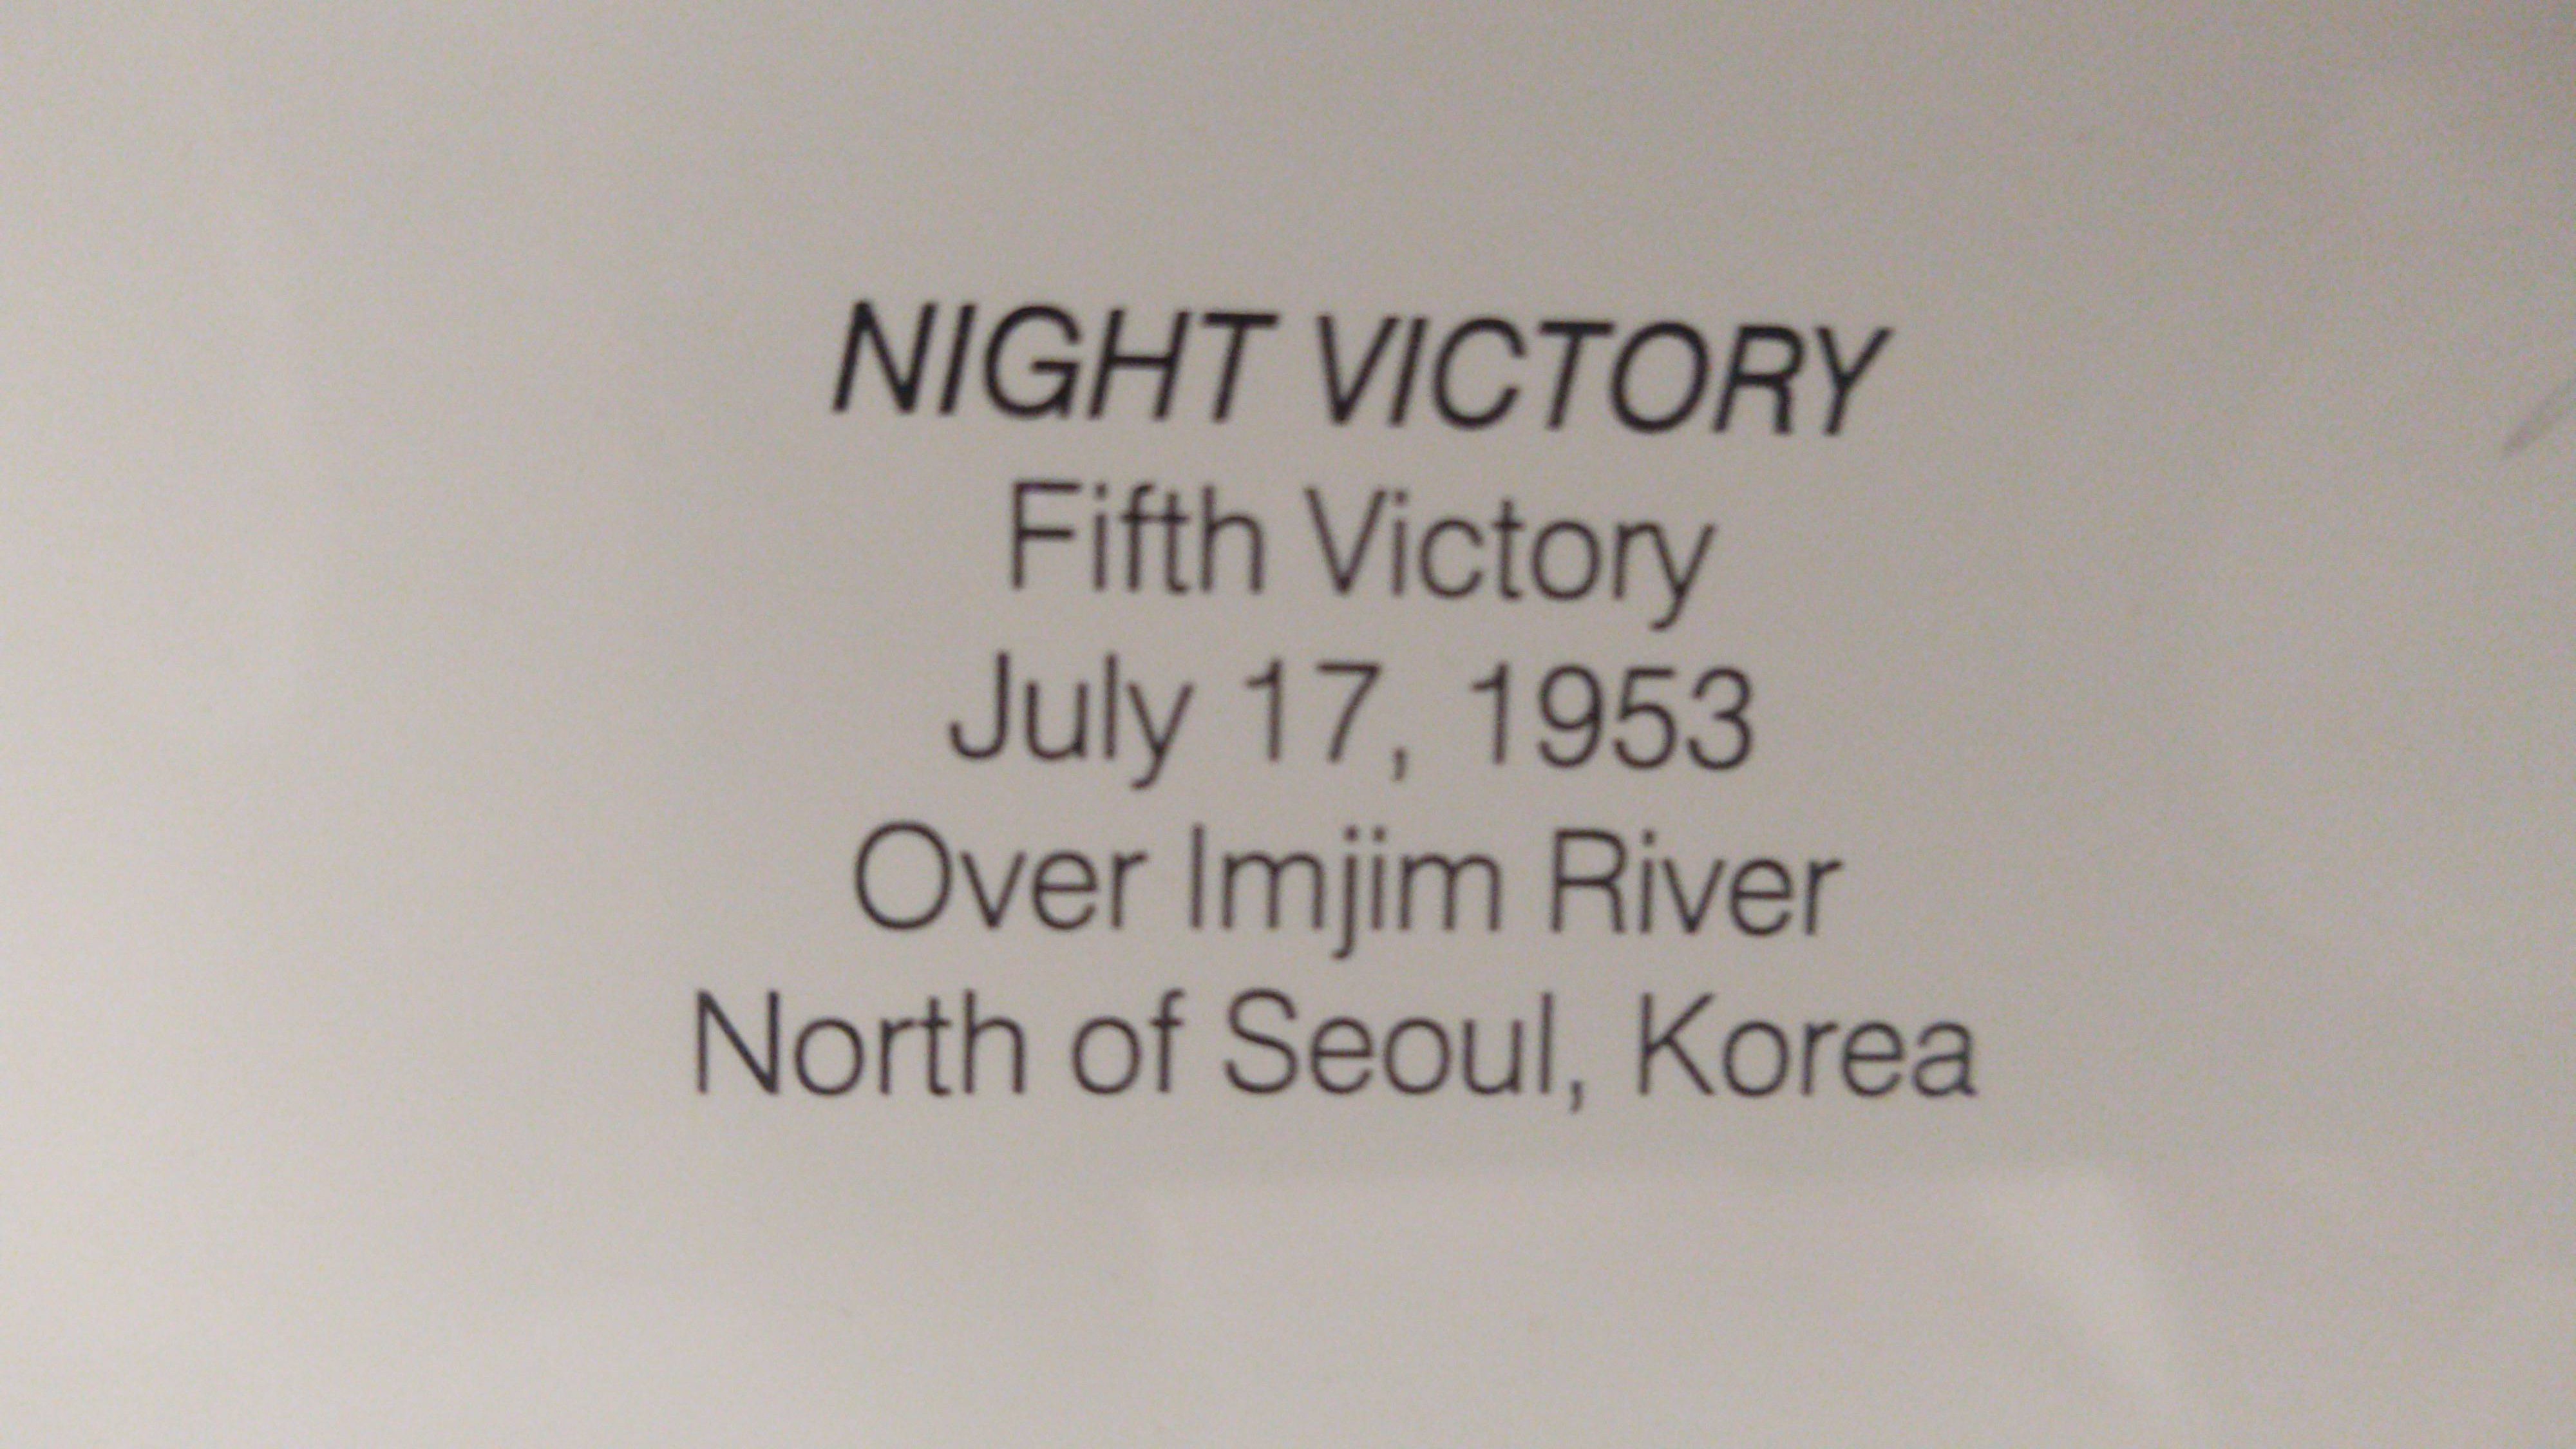 NIGHT VICTORY
Fifth Victory
July 17, 1953
Over Imjim River
North of Seoul, Korea